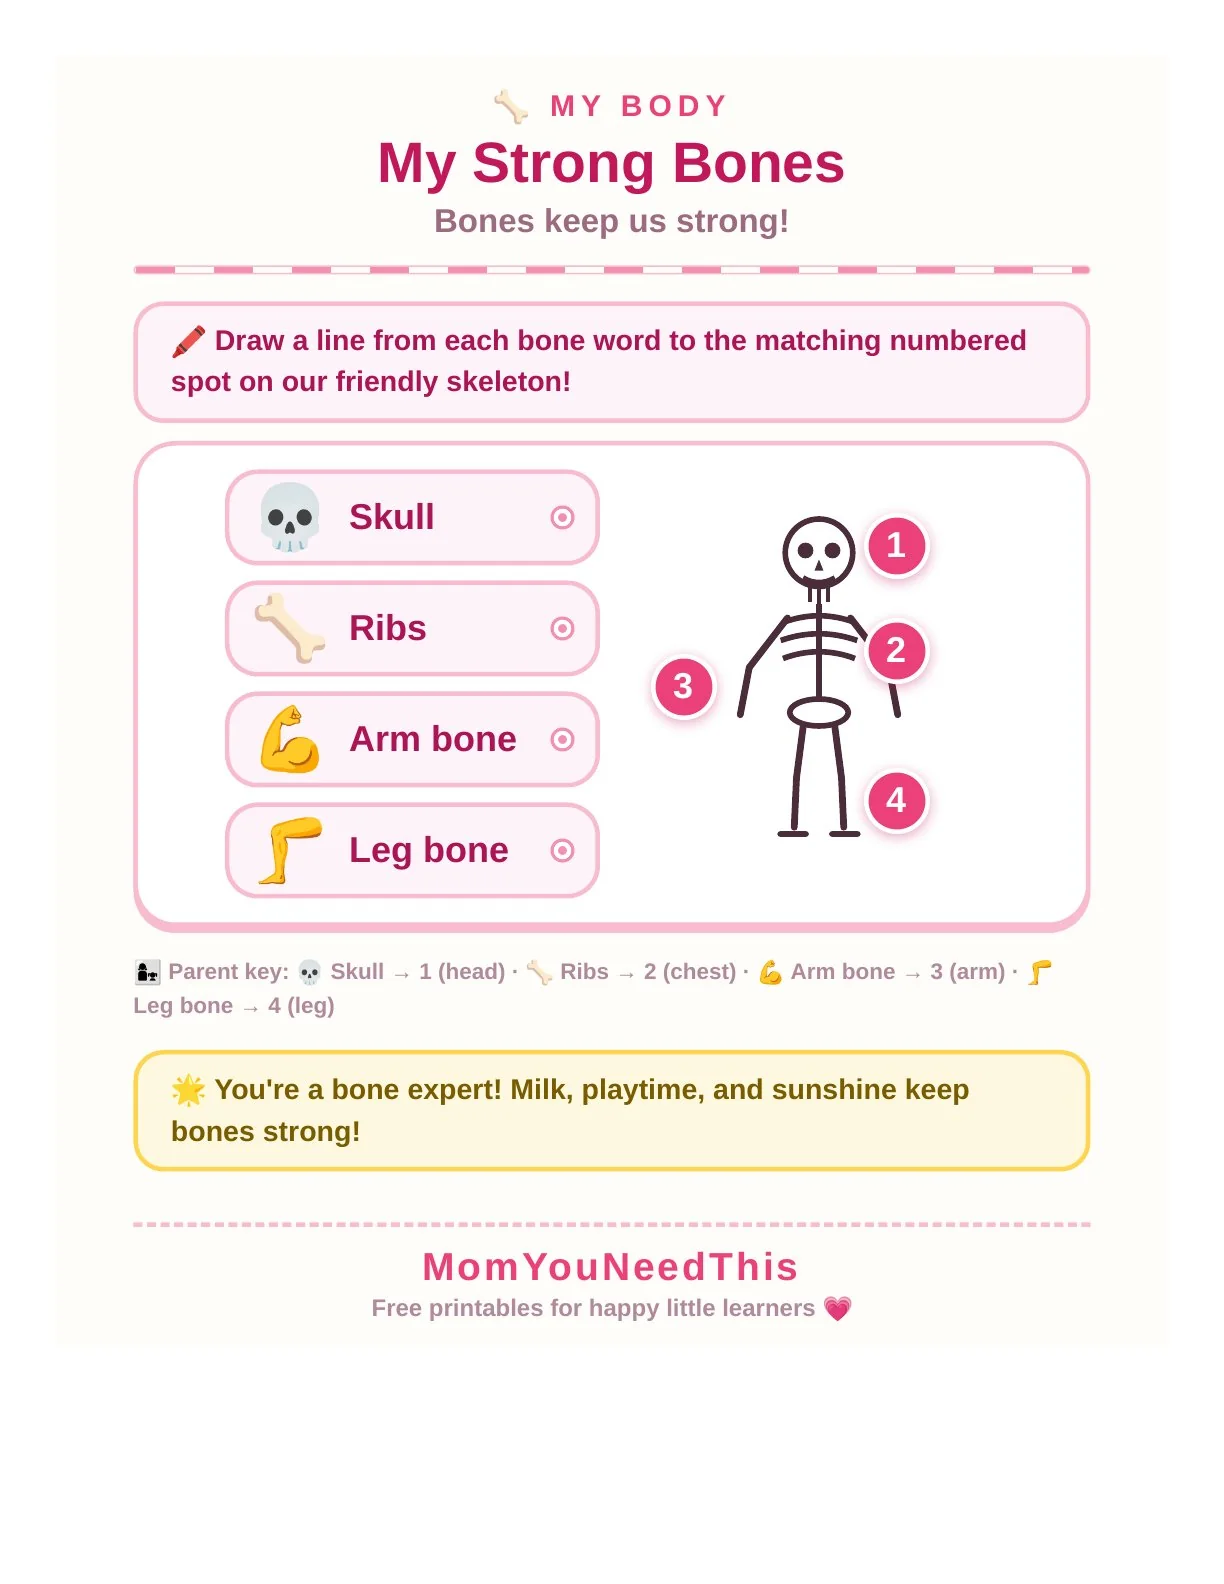 🦴 MY BODY
My Strong Bones
Bones keep us strong!
🖍️ Draw a line from each bone word to the matching numbered
spot on our friendly skeleton!
Skull
Ribs
Arm bone
Leg bone
1
2
3
4
👩‍👧 Parent key: 💀 Skull → 1 (head) · 🦴 Ribs → 2 (chest) · 💪 Arm bone → 3 (arm) · 🦵
Leg bone → 4 (leg)
🌟 You're a bone expert! Milk, playtime, and sunshine keep
bones strong!
MomYouNeedThis
Free printables for happy little learners 💗